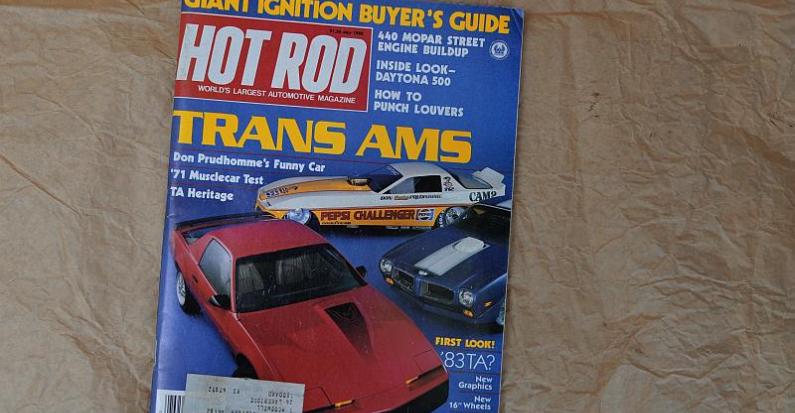 GIANT IGNITION BUYER'S GUIDE
HOT ROD
WORLD'S LARGEST AUTOMOTIVE MAGAZINE
440 MOPAR STREET
ENGINE BUILDUP
INSIDE LOOK–
DAYTONA 500
HOW TO
PUNCH LOUVERS
TRANS AMS
Don Prudhomme's Funny Car
'71 Musclecar Test
TA Heritage
CAM2
PEPSI CHALLENGER
FIRST LOOK!
'83TA?
New
Graphics
New
16" Wheels